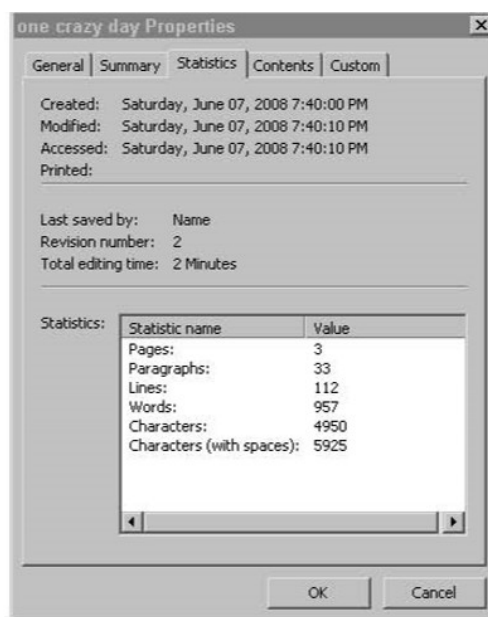 one crazy day Properties
General Summary Statistics Contents Custom
Created: Saturday, June 07, 2008 7:40:00 PM
Modified: Saturday, June 07, 2008 7:40:10 PM
Accessed: Saturday, June 07, 2008 7:40:10 PM
Printed:
Last saved by: Name
Revision number: 2
Total editing time: 2 Minutes
Statistics:
Statistic name Value
Pages: 3
Paragraphs: 33
Lines: 112
Words: 957
Characters: 4950
Characters (with spaces): 5925
OK Cancel